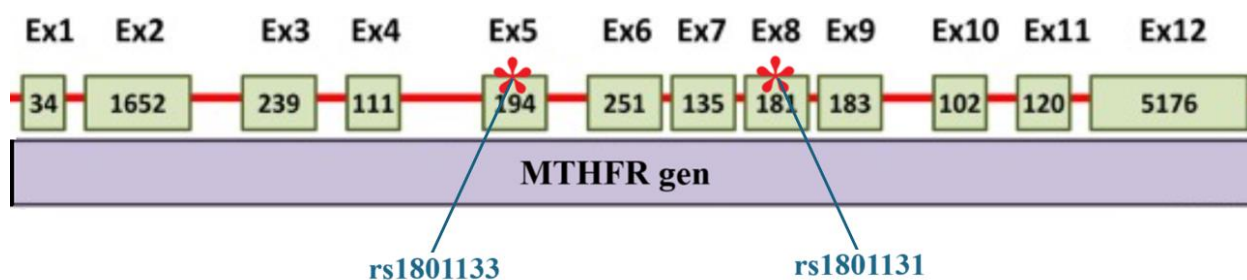 Ex1 Ex2 Ex3 Ex4 Ex5 Ex6 Ex7 Ex8 Ex9 Ex10 Ex11 Ex12
34 1652 239 111 194 251 135 181 183 102 120 5176
MTHFR gen
rs1801133 rs1801131